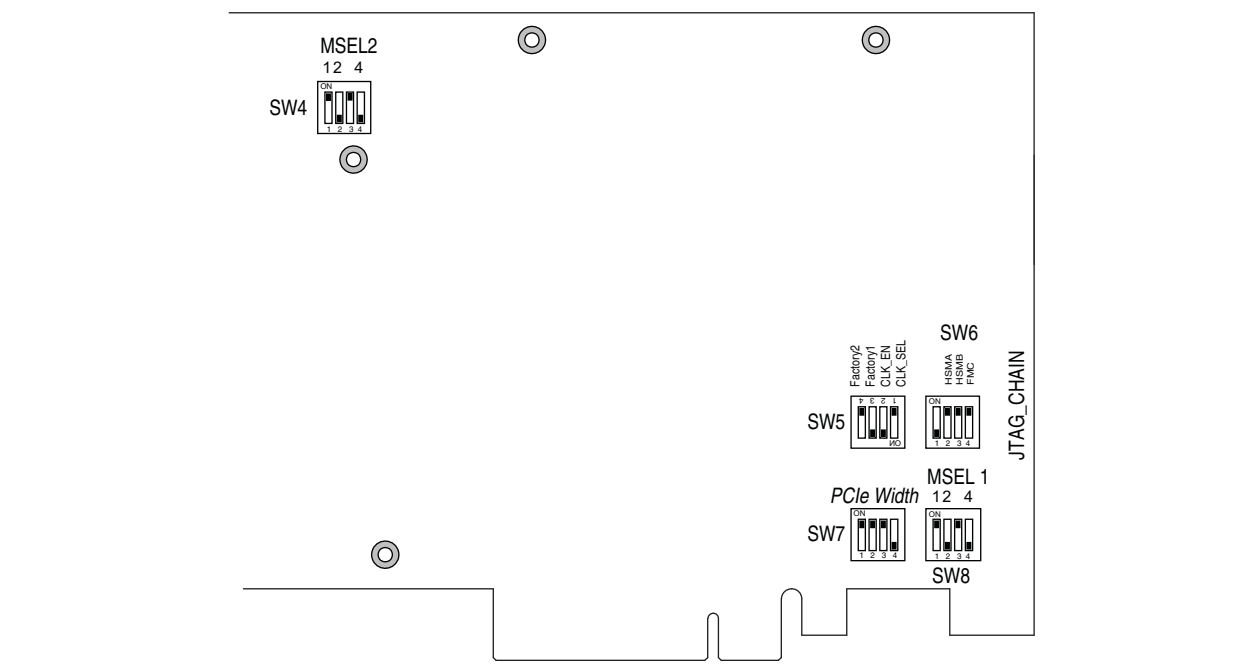 MSEL2
12 4
SW4
ON
1 2 3 4
SW6
Factory2
Factory1
CLK_EN
CLK_SEL
HSMA
HSMB
FMC
JTAG_CHAIN
SW5
4 3 2 1
ON
ON
1 2 3 4
MSEL 1
PCIe Width
12 4
SW7
ON
1 2 3 4
ON
1 2 3 4
SW8